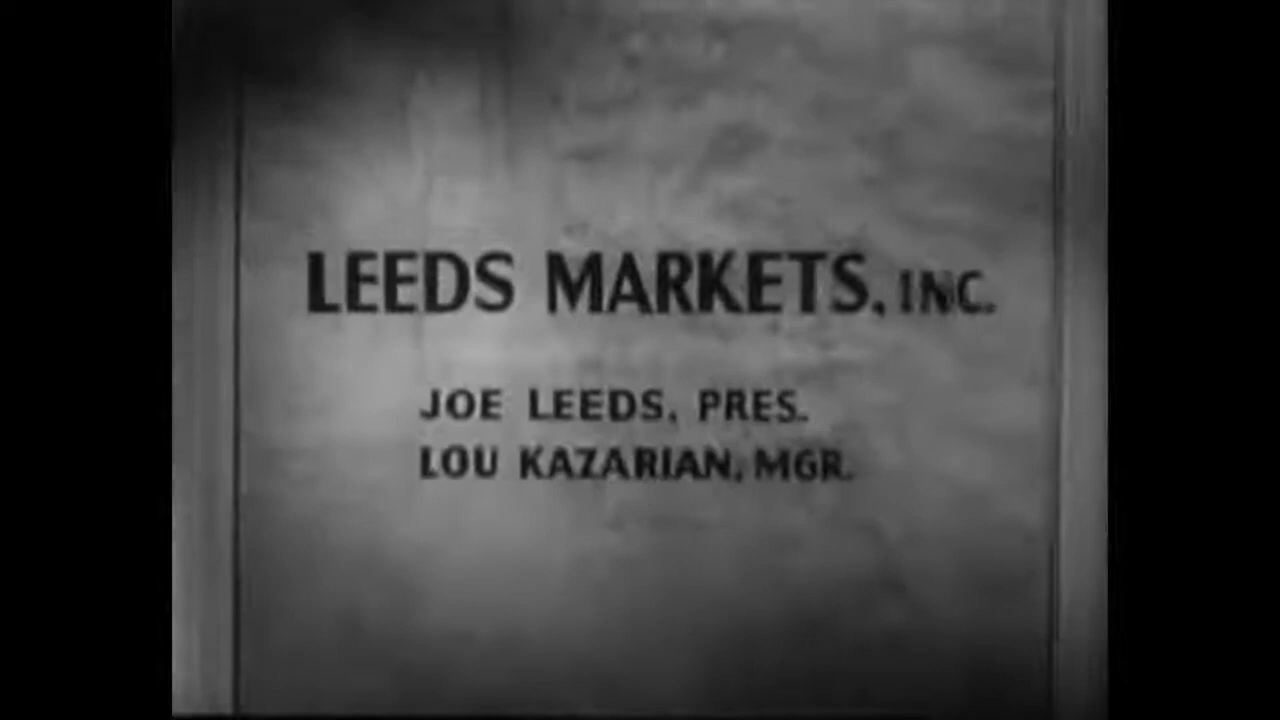 LEEDS MARKETS, INC.
JOE LEEDS, PRES.
LOU KAZARIAN, MGR.